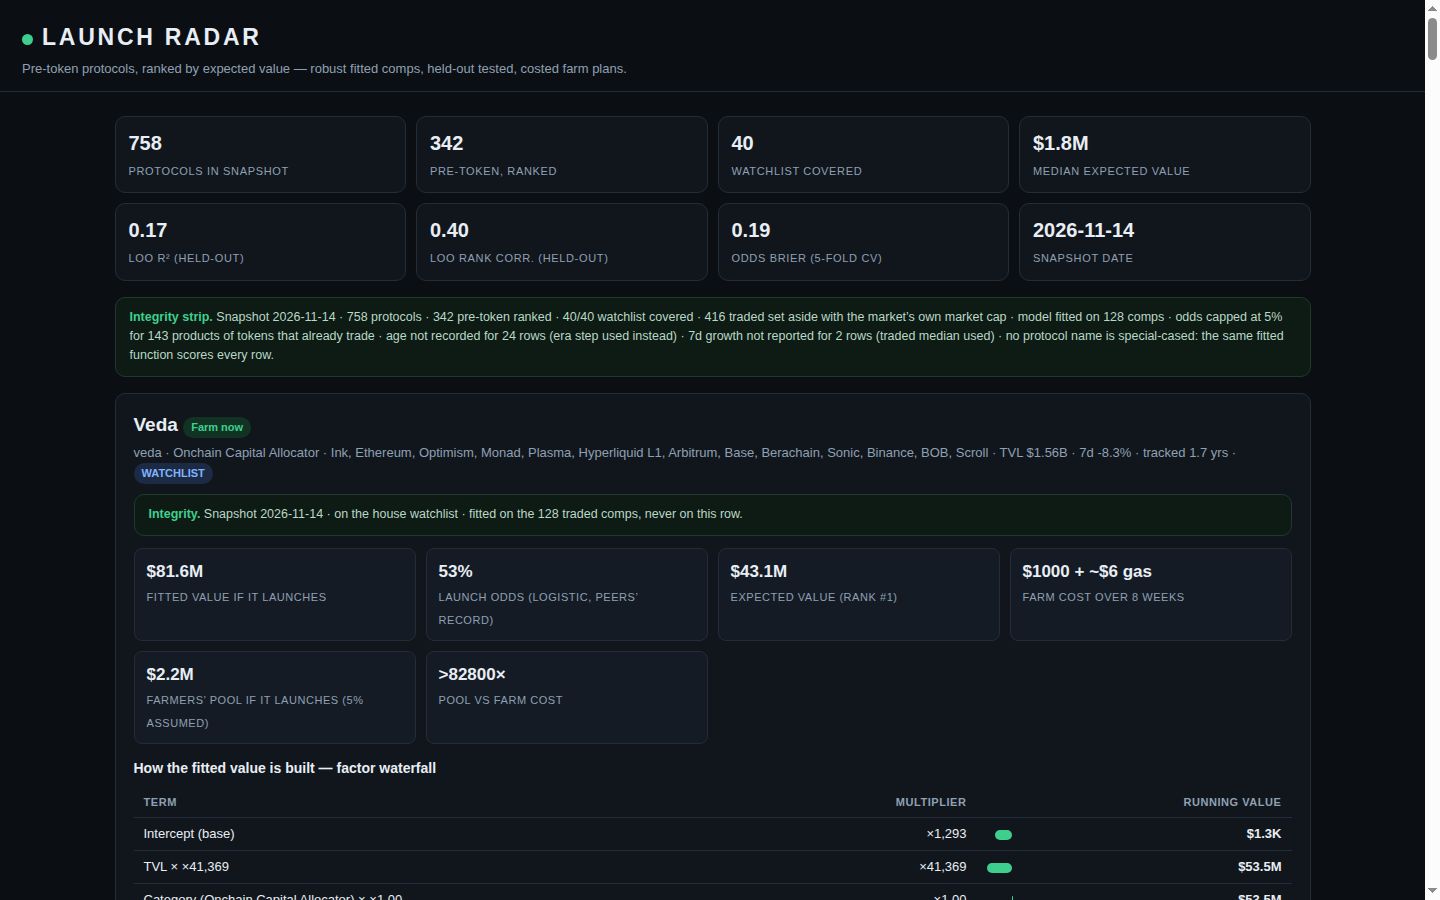 LAUNCH RADAR
Pre-token protocols, ranked by expected value — robust fitted comps, held-out tested, costed farm plans.
758
PROTOCOLS IN SNAPSHOT
342
PRE-TOKEN, RANKED
40
WATCHLIST COVERED
$1.8M
MEDIAN EXPECTED VALUE
0.17
LOO R² (HELD-OUT)
0.40
LOO RANK CORR. (HELD-OUT)
0.19
ODDS BRIER (5-FOLD CV)
2026-11-14
SNAPSHOT DATE
Integrity strip. Snapshot 2026-11-14 · 758 protocols · 342 pre-token ranked · 40/40 watchlist covered · 416 traded set aside with the market's own market cap · model fitted on 128 comps · odds capped at 5%
for 143 products of tokens that already trade · age not recorded for 24 rows (era step used instead) · 7d growth not reported for 2 rows (traded median used) · no protocol name is special-cased: the same fitted
function scores every row.
Veda Farm now
veda · Onchain Capital Allocator · Ink, Ethereum, Optimism, Monad, Plasma, Hyperliquid L1, Arbitrum, Base, Berachain, Sonic, Binance, BOB, Scroll · TVL $1.56B · 7d -8.3% · tracked 1.7 yrs ·
WATCHLIST
Integrity. Snapshot 2026-11-14 · on the house watchlist · fitted on the 128 traded comps, never on this row.
$81.6M
FITTED VALUE IF IT LAUNCHES
53%
LAUNCH ODDS (LOGISTIC, PEERS'
RECORD)
$43.1M
EXPECTED VALUE (RANK #1)
$1000 + ~$6 gas
FARM COST OVER 8 WEEKS
$2.2M
FARMERS' POOL IF IT LAUNCHES (5%
ASSUMED)
>82800×
POOL VS FARM COST
How the fitted value is built — factor waterfall
TERM MULTIPLIER RUNNING VALUE
Intercept (base) ×1,293 $1.3K
TVL × ×41,369 ×41,369 $53.5M
Category (Onchain Capital Allocator) × ×1.00 ×1.00 $53.5M